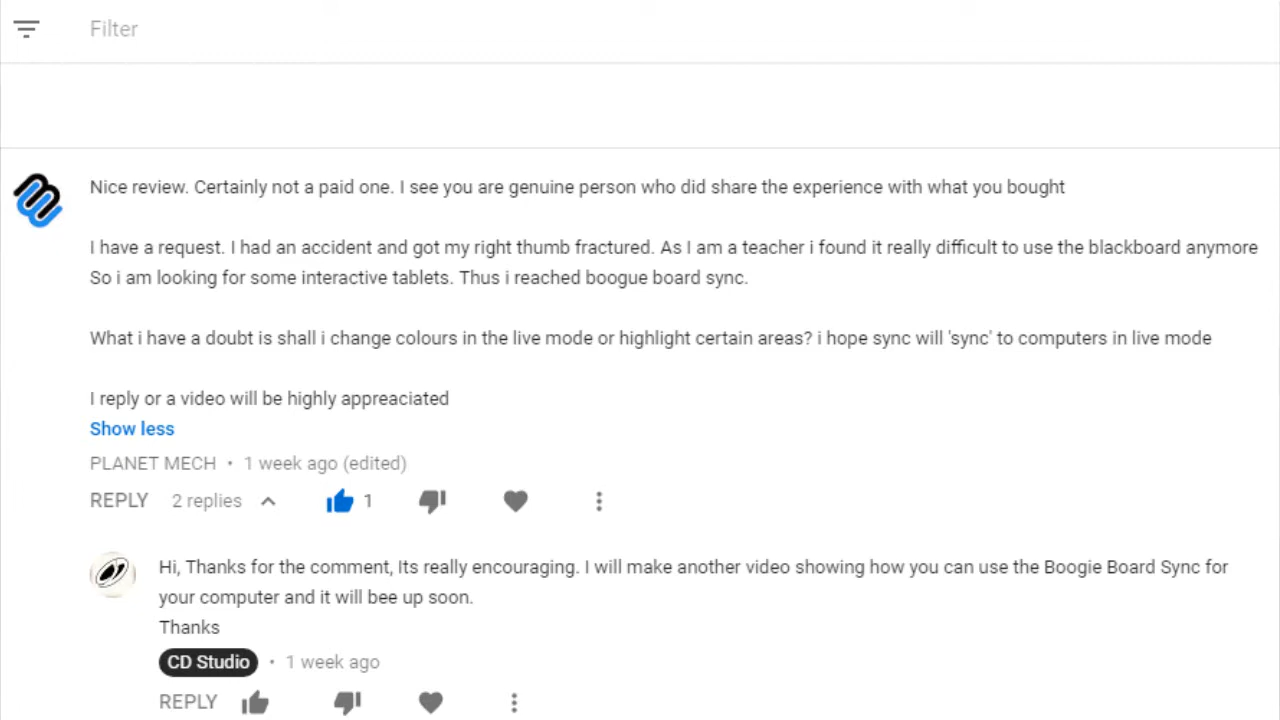 Filter
Nice review. Certainly not a paid one. I see you are genuine person who did share the experience with what you bought
I have a request. I had an accident and got my right thumb fractured. As I am a teacher i found it really difficult to use the blackboard anymore
So i am looking for some interactive tablets. Thus i reached boogue board sync.
What i have a doubt is shall i change colours in the live mode or highlight certain areas? i hope sync will 'sync' to computers in live mode
I reply or a video will be highly appreaciated
Show less
PLANET MECH • 1 week ago (edited)
REPLY 2 replies 1
Hi, Thanks for the comment, Its really encouraging. I will make another video showing how you can use the Boogie Board Sync for
your computer and it will bee up soon.
Thanks
CD Studio • 1 week ago
REPLY